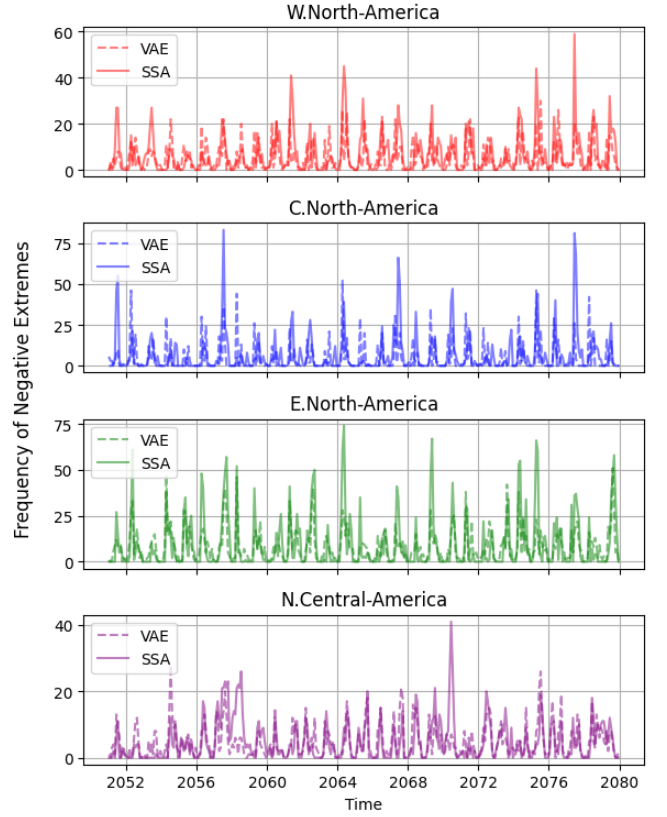 W.North-America
60
40
20
0
VAE
SSA
C.North-America
75
50
25
0
VAE
SSA
Frequency of Negative Extremes
E.North-America
75
50
25
0
VAE
SSA
N.Central-America
40
20
0
VAE
SSA
2052 2056 2060 2064 2068 2072 2076 2080
Time